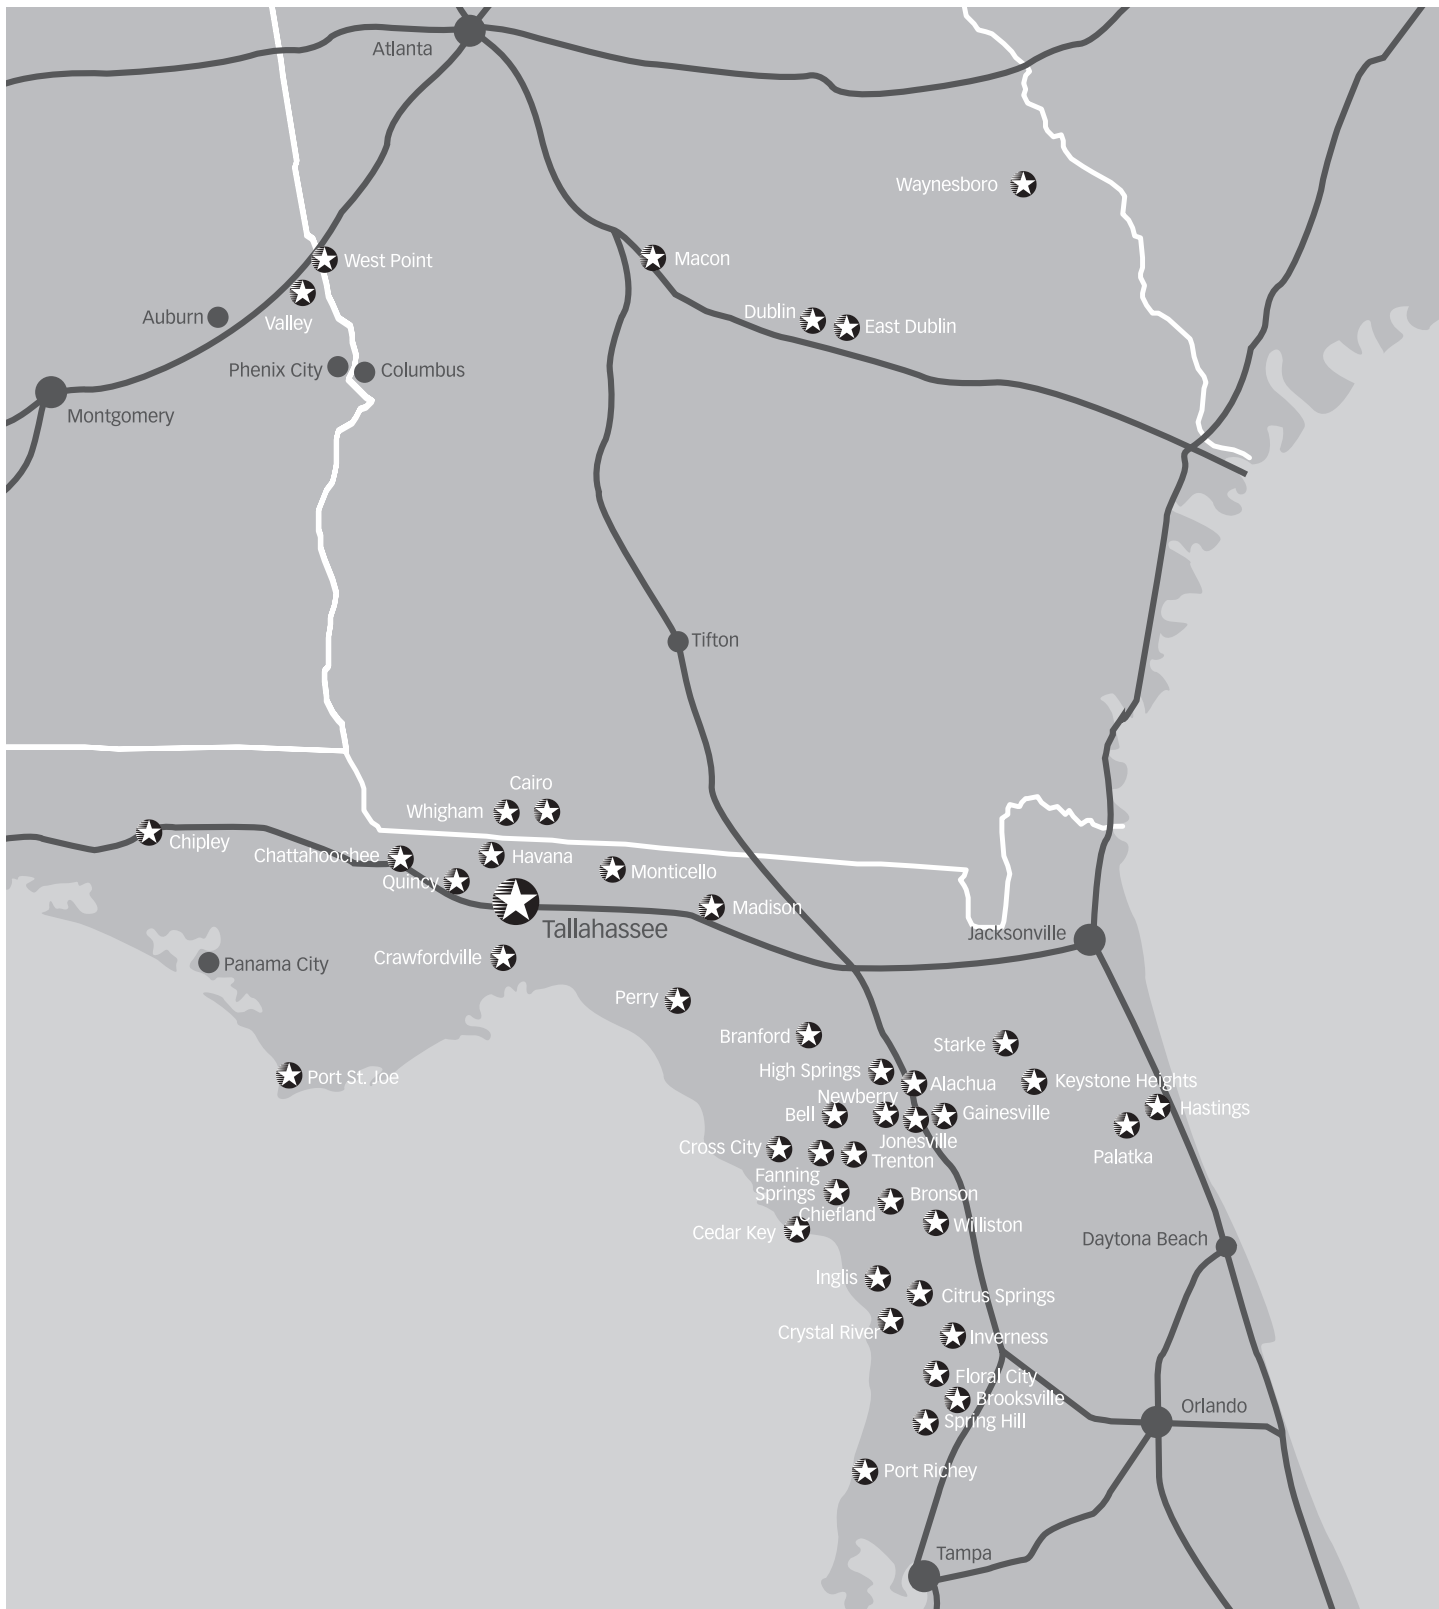 Atlanta
Waynesboro
West Point
Macon
Valley
Auburn
Dublin
East Dublin
Phenix City
Columbus
Montgomery
Tifton
Cairo
Whigham
Chipley
Chattahoochee
Havana
Quincy
Monticello
Madison
Tallahassee
Jacksonville
Crawfordville
Panama City
Perry
Branford
Starke
Port St. Joe
High Springs
Alachua
Keystone Heights
Newberry
Bell
Gainesville
Hastings
Jonesville
Cross City
Trenton
Palatka
Fanning
Springs
Bronson
Chiefland
Williston
Cedar Key
Daytona Beach
Inglis
Citrus Springs
Crystal River
Inverness
Floral City
Brooksville
Orlando
Spring Hill
Port Richey
Tampa